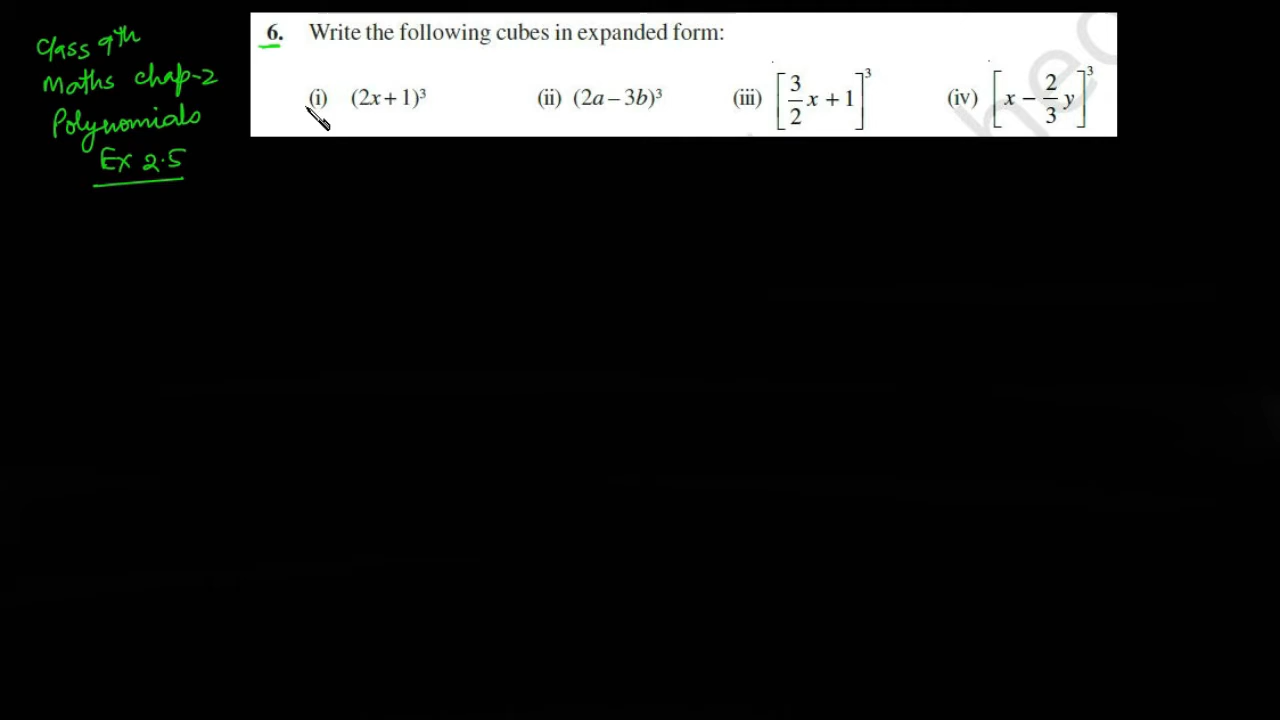 Class 9th
Maths chap-2
Polynomials
Ex 2.5
6. Write the following cubes in expanded form:
(i) (2x + 1)³ (ii) (2a – 3b)³ (iii) [3/2 x + 1]³ (iv) [x – 2/3 y]³